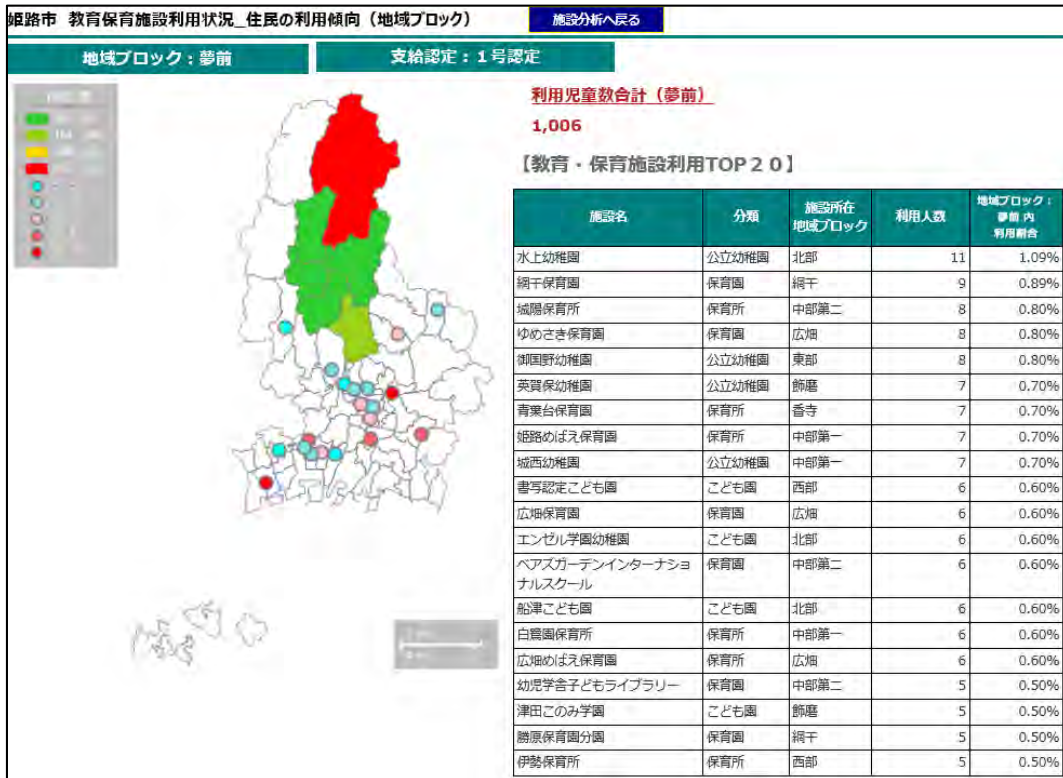 姫路市 教育保育施設利用状況_住民の利用傾向（地域ブロック）　施設分析へ戻る
地域ブロック：夢前　支給認定：１号認定
利用児童数合計（夢前）
1,006
【教育・保育施設利用TOP２０】
施設名　分類　施設所在地域ブロック　利用人数　地域ブロック：夢前 内 利用割合
水上幼稚園　公立幼稚園　北部　11　1.09%
網干保育園　保育園　網干　9　0.89%
城陽保育所　保育所　中部第二　8　0.80%
ゆめさき保育園　保育園　広畑　8　0.80%
御国野幼稚園　公立幼稚園　東部　8　0.80%
英賀保幼稚園　公立幼稚園　飾磨　7　0.70%
青葉台保育園　保育所　香寺　7　0.70%
姫路めばえ保育園　保育所　中部第一　7　0.70%
城西幼稚園　公立幼稚園　中部第一　7　0.70%
書写認定こども園　こども園　西部　6　0.60%
広畑保育園　保育園　広畑　6　0.60%
エンゼル学園幼稚園　こども園　北部　6　0.60%
ベアズガーデンインターナショナルスクール　保育園　中部第二　6　0.60%
船津こども園　こども園　北部　6　0.60%
白鷺園保育所　保育所　中部第一　6　0.60%
広畑めばえ保育園　保育所　広畑　6　0.60%
幼児学舎子どもライブラリー　保育園　中部第二　5　0.50%
津田このみ学園　こども園　飾磨　5　0.50%
勝原保育園分園　保育園　網干　5　0.50%
伊勢保育所　保育所　西部　5　0.50%